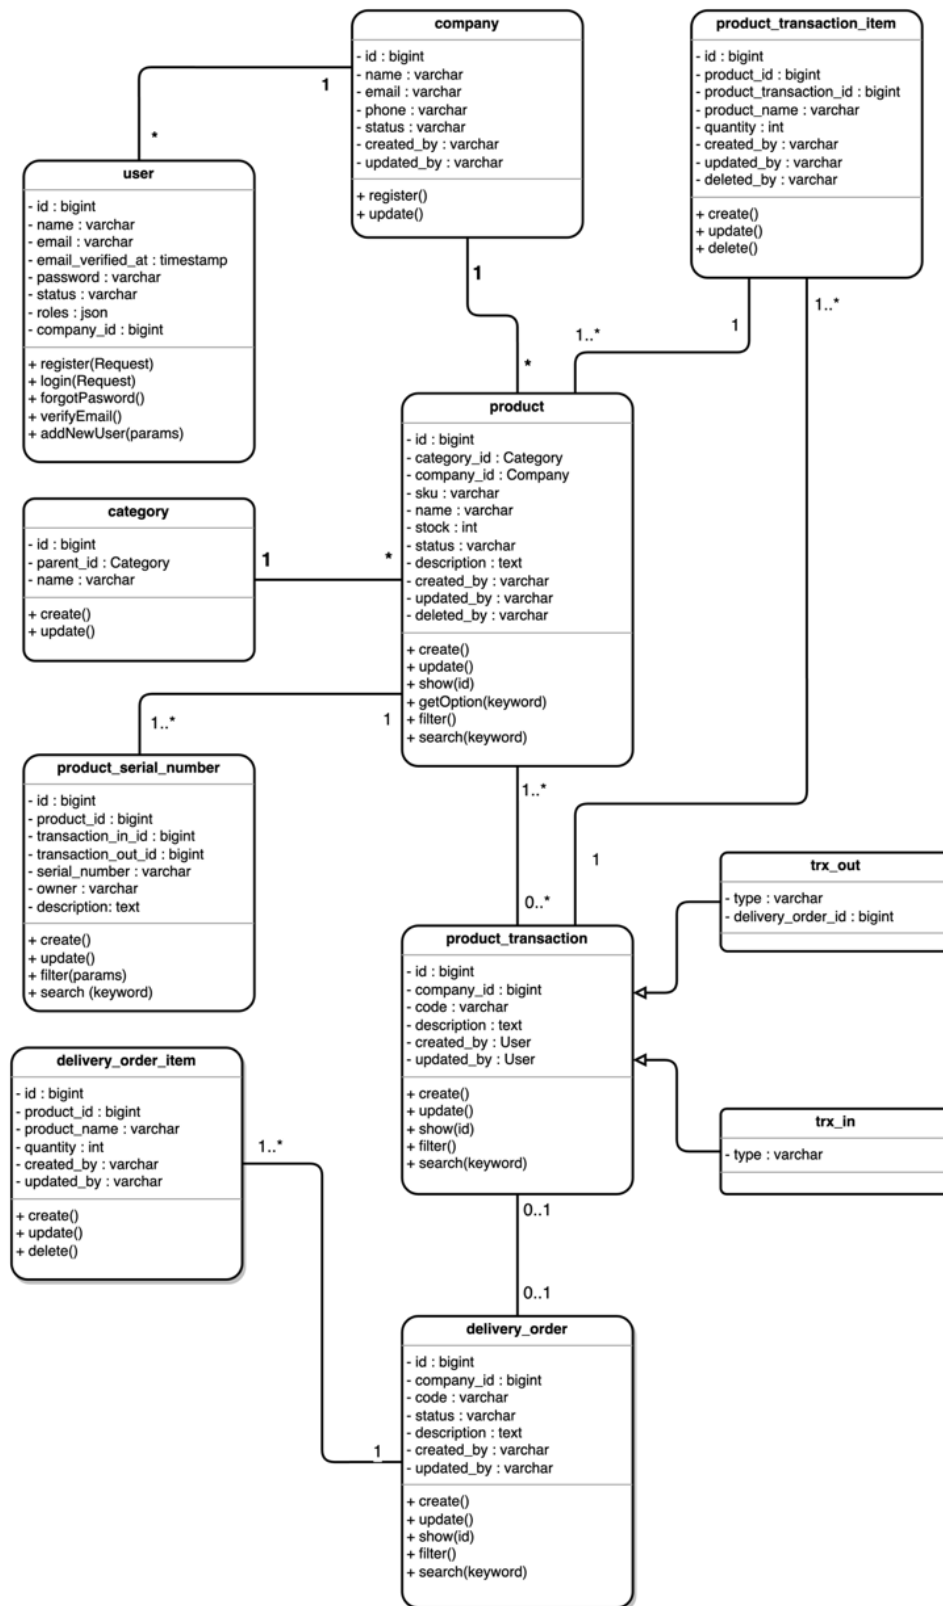 company
- id : bigint
- name : varchar
- email : varchar
- phone : varchar
- status : varchar
- created_by : varchar
- updated_by : varchar
+ register()
+ update()
product_transaction_item
- id : bigint
- product_id : bigint
- product_transaction_id : bigint
- product_name : varchar
- quantity : int
- created_by : varchar
- updated_by : varchar
- deleted_by : varchar
+ create()
+ update()
+ delete()
1
*
user
- id : bigint
- name : varchar
- email : varchar
- email_verified_at : timestamp
- password : varchar
- status : varchar
- roles : json
- company_id : bigint
+ register(Request)
+ login(Request)
+ forgotPasword()
+ verifyEmail()
+ addNewUser(params)
1
*
1..*
1
1..*
product
- id : bigint
- category_id : Category
- company_id : Company
- sku : varchar
- name : varchar
- stock : int
- status : varchar
- description : text
- created_by : varchar
- updated_by : varchar
- deleted_by : varchar
+ create()
+ update()
+ show(id)
+ getOption(keyword)
+ filter()
+ search(keyword)
category
- id : bigint
- parent_id : Category
- name : varchar
+ create()
+ update()
1
*
1..*
1
product_serial_number
- id : bigint
- product_id : bigint
- transaction_in_id : bigint
- transaction_out_id : bigint
- serial_number : varchar
- owner : varchar
- description: text
+ create()
+ update()
+ filter(params)
+ search (keyword)
1..*
0..*
1
product_transaction
- id : bigint
- company_id : bigint
- code : varchar
- description : text
- created_by : User
- updated_by : User
+ create()
+ update()
+ show(id)
+ filter()
+ search(keyword)
trx_out
- type : varchar
- delivery_order_id : bigint
trx_in
- type : varchar
delivery_order_item
- id : bigint
- product_id : bigint
- product_name : varchar
- quantity : int
- created_by : varchar
- updated_by : varchar
+ create()
+ update()
+ delete()
1..*
1
0..1
0..1
delivery_order
- id : bigint
- company_id : bigint
- code : varchar
- status : varchar
- description : text
- created_by : varchar
- updated_by : varchar
+ create()
+ update()
+ show(id)
+ filter()
+ search(keyword)